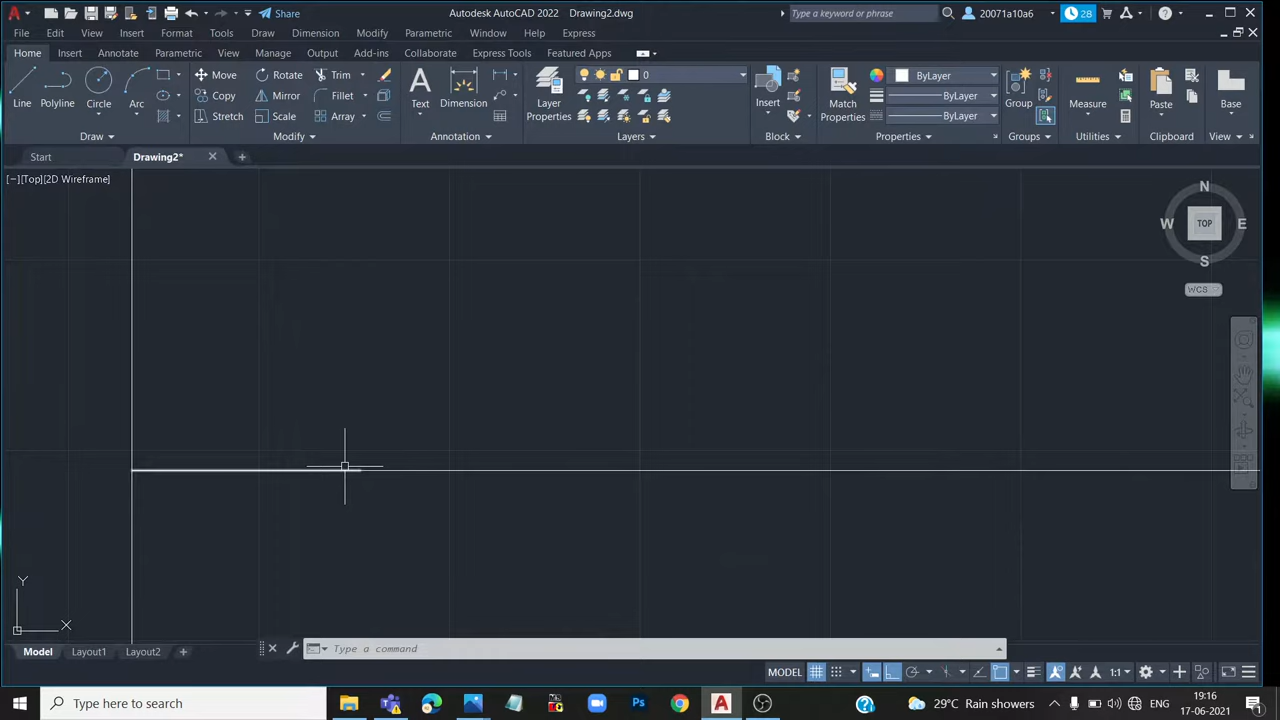 Share
Autodesk AutoCAD 2022 Drawing2.dwg
Type a keyword or phrase
20071a10a6
28
File Edit View Insert Format Tools Draw Dimension Modify Parametric Window Help Express
Home Insert Annotate Parametric View Manage Output Add-ins Collaborate Express Tools Featured Apps
Line Polyline Circle Arc
Move Rotate Trim
Copy Mirror Fillet
Stretch Scale Array
Text Dimension
Layer Properties
0
Insert
Match Properties
ByLayer
ByLayer
ByLayer
Group
Measure
Paste
Base
Draw Modify Annotation Layers Block Properties Groups Utilities Clipboard View
Start Drawing2*
[−][Top][2D Wireframe]
N
W TOP E
S
WCS
Y
X
Type a command
Model Layout1 Layout2
MODEL 1:1
Type here to search
29°C Rain showers ENG 19:16
17-06-2021
1